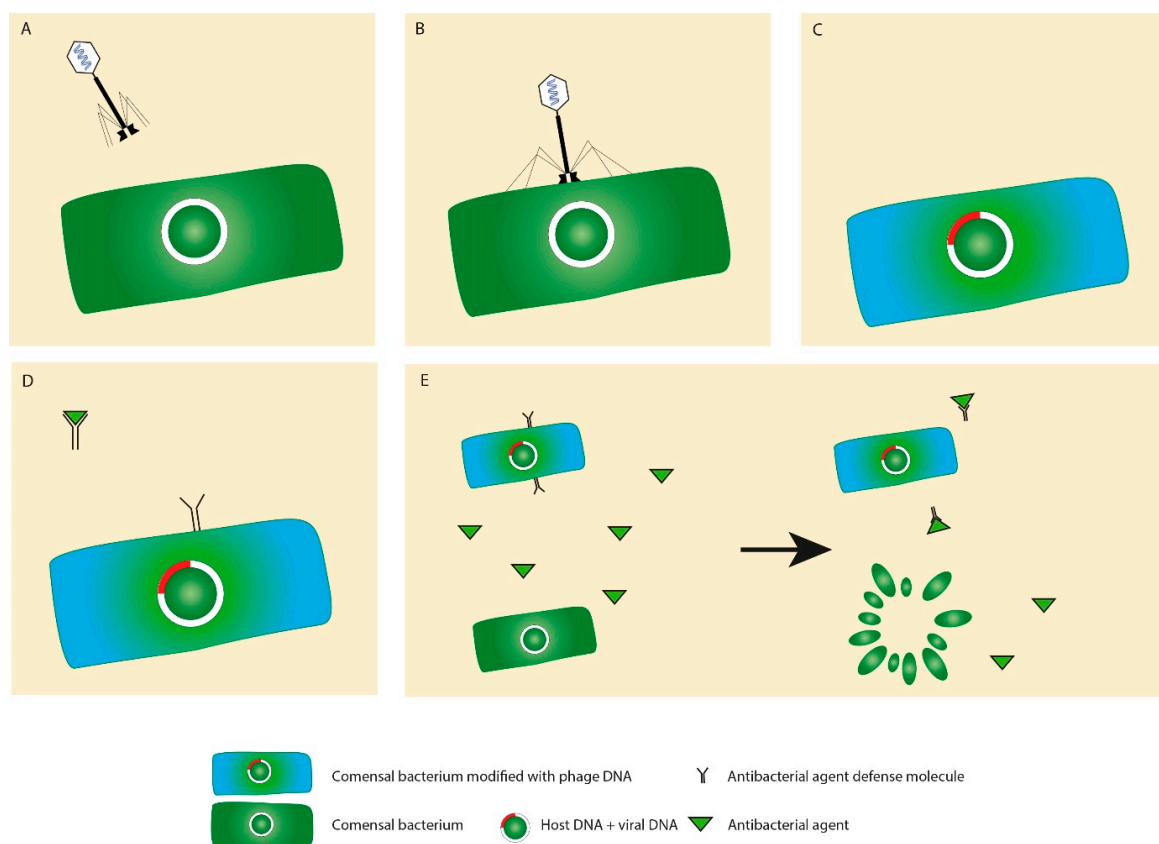 A
B
C
D
E
Comensal bacterium modified with phage DNA
Antibacterial agent defense molecule
Comensal bacterium
Host DNA + viral DNA
Antibacterial agent